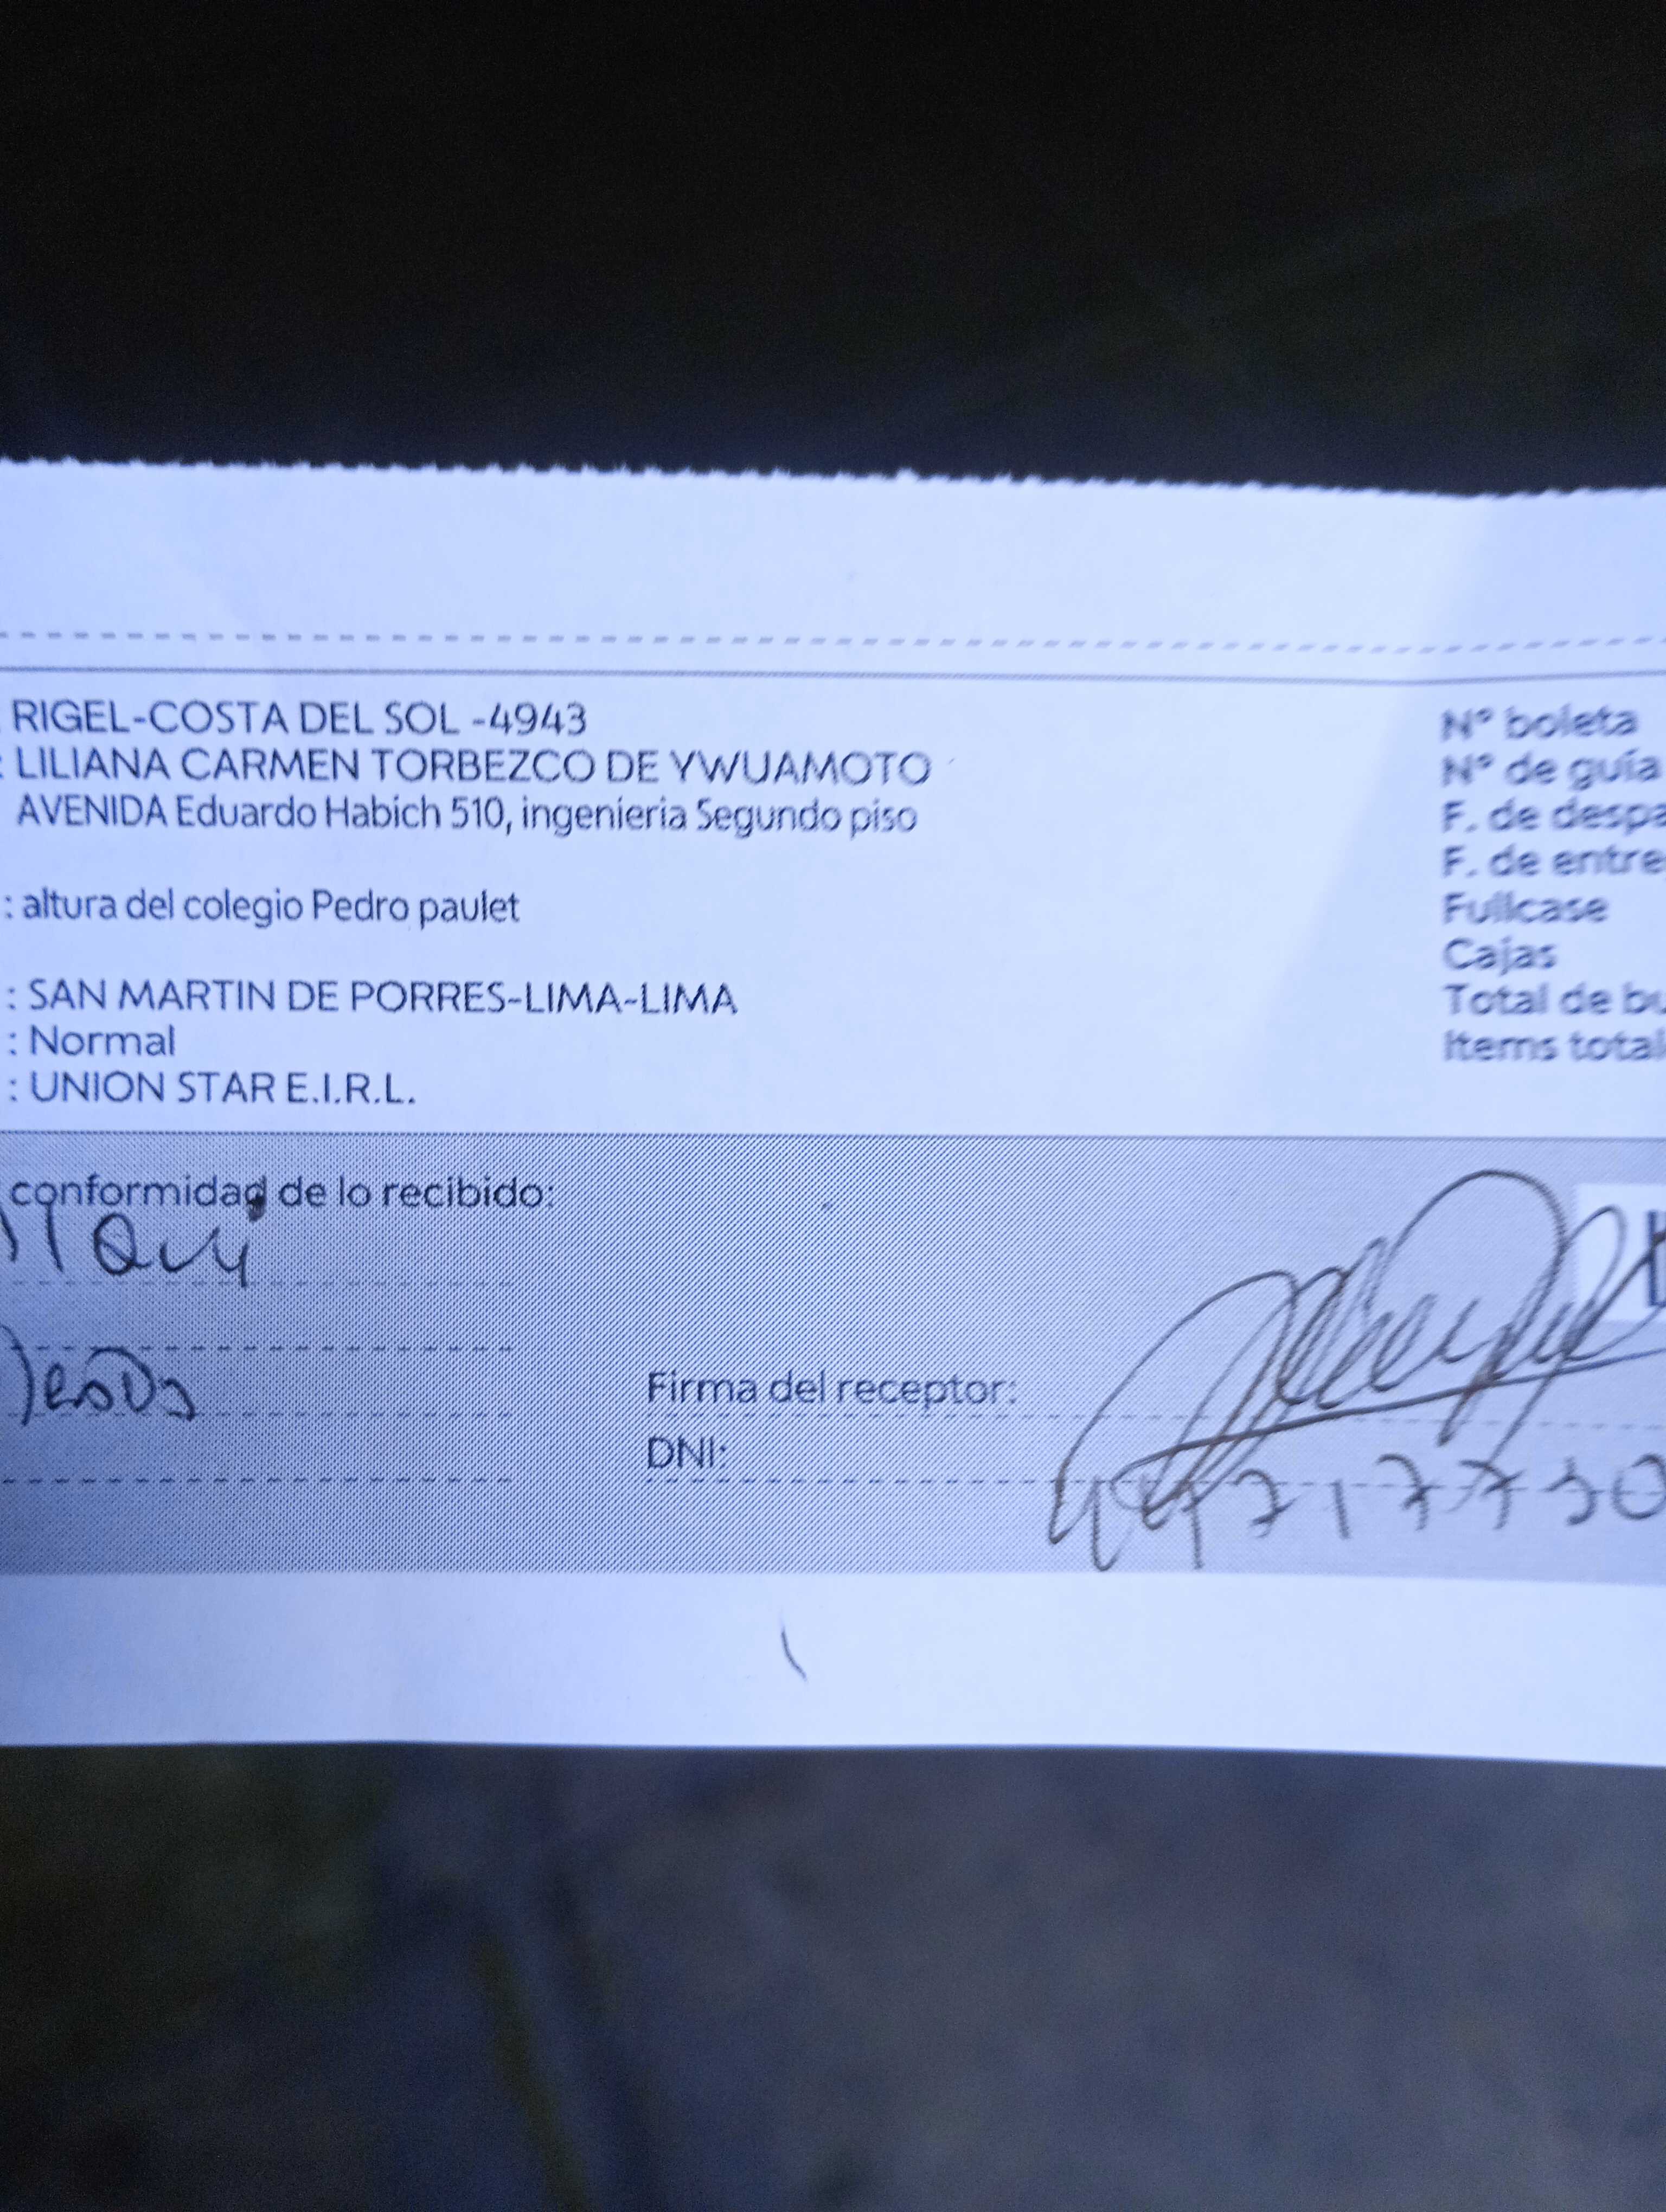 RIGEL-COSTA DEL SOL -4943
: LILIANA CARMEN TORBEZCO DE YWUAMOTO
AVENIDA Eduardo Habich 510, ingenieria Segundo piso
: altura del colegio Pedro paulet
: SAN MARTIN DE PORRES-LIMA-LIMA
: Normal
: UNION STAR E.I.R.L.
N° boleta
N° de guía
F. de despa
F. de entre
Fullcase
Cajas
Total de bu
Items total
conformidad de lo recibido:
Jesus
Firma del receptor:
DNI: